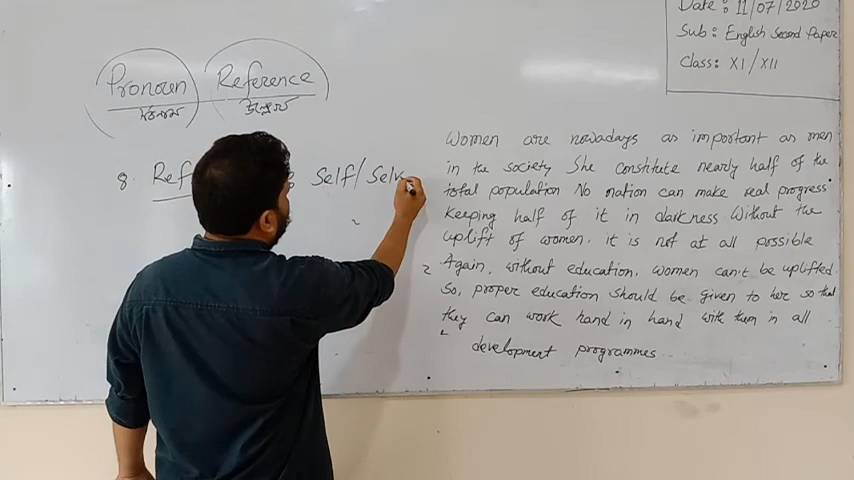 Date: 11/07/2020
Sub: English Second Paper
Class: XI/XII
Pronoun Reference
সর্বনাম উল্লেখ
8. Ref : Self/Selv
Women are nowadays as important as men
in the society She constitute nearly half of the
total population No nation can make real progress
Keeping half of it in darkness Without the
uplift of women, it is not at all possible
Again, without education, women can't be uplifted
So, proper education should be given to her so that
they can work hand in hand with them in all
development programmes